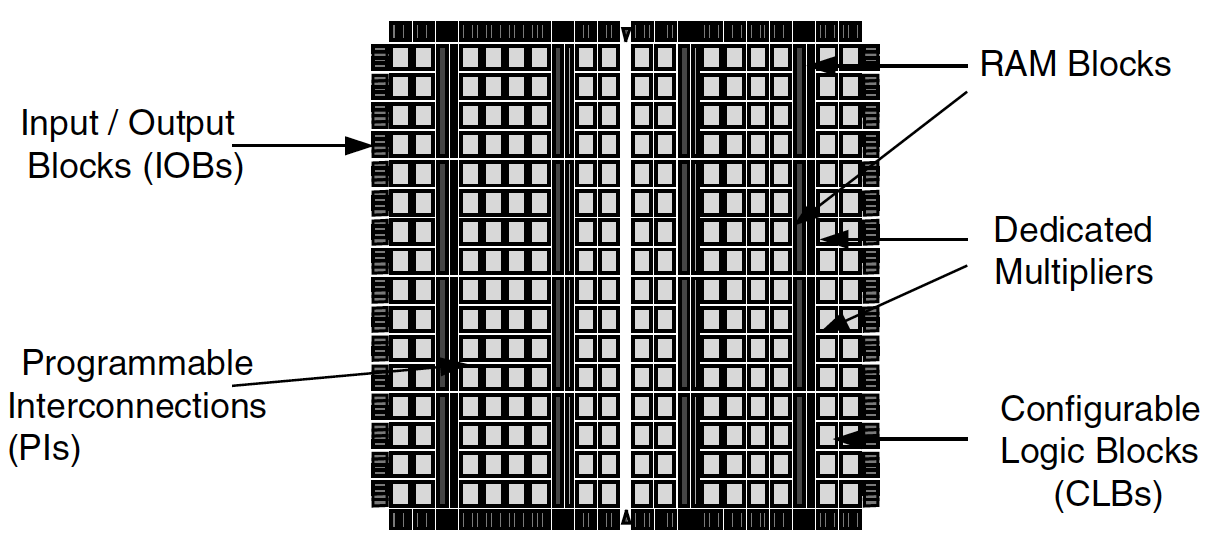 Input / Output
Blocks (IOBs)
Programmable
Interconnections
(PIs)
RAM Blocks
Dedicated
Multipliers
Configurable
Logic Blocks
(CLBs)